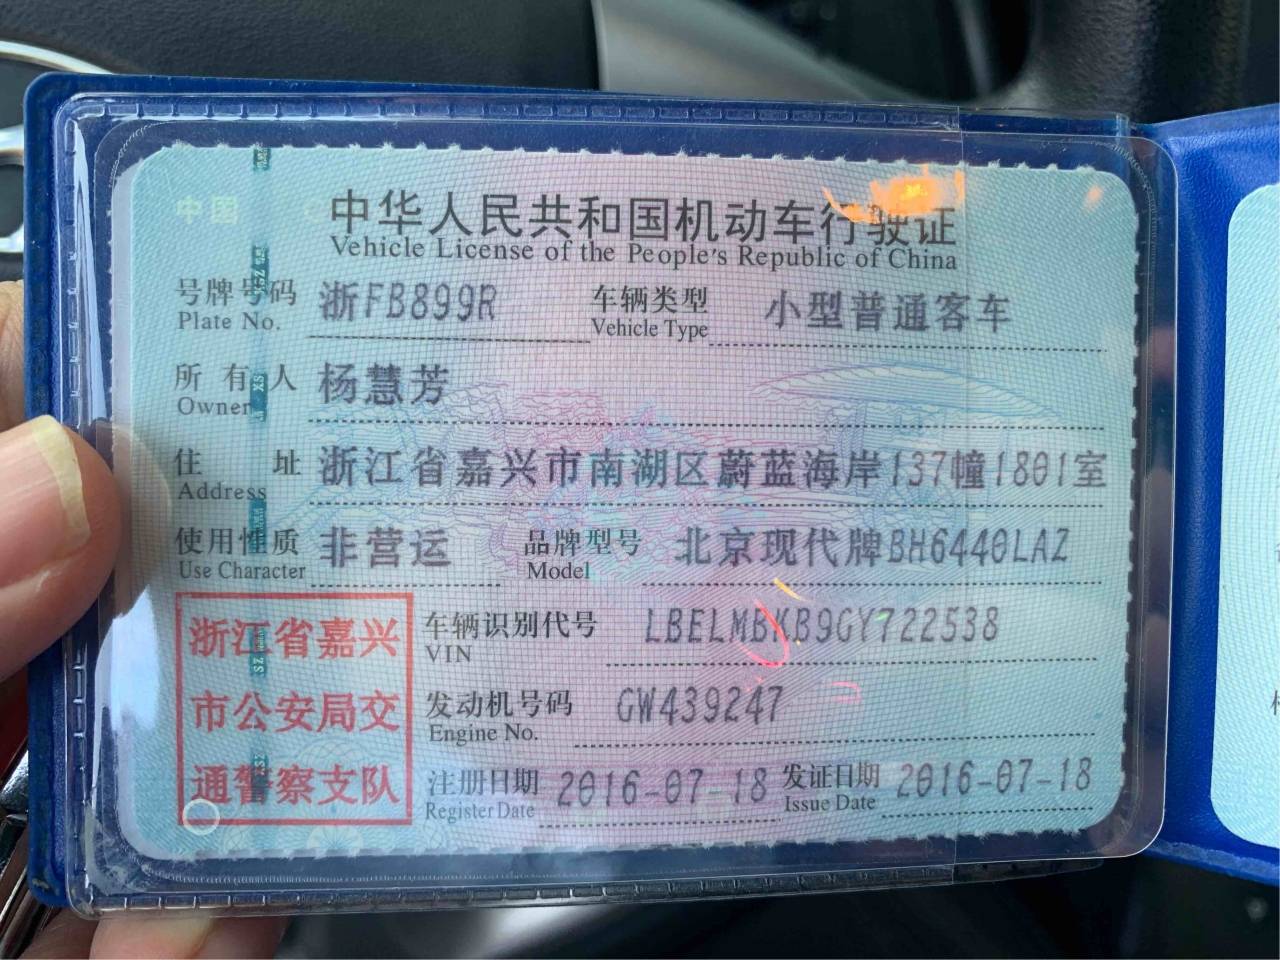 中国
中华人民共和国机动车行驶证
Vehicle License of the People's Republic of China
号牌号码 浙FB899R 车辆类型 小型普通客车
Plate No. Vehicle Type
所有人 杨慧芳
Owner
住址 浙江省嘉兴市南湖区蔚蓝海岸137幢1801室
Address
使用性质 非营运 品牌型号 北京现代牌BH6440LAZ
Use Character Model
浙江省嘉兴
市公安局交
通警察支队
车辆识别代号 LBELMBKB9GY722538
VIN
发动机号码 GW439247
Engine No.
注册日期 2016-07-18 发证日期 2016-07-18
Register Date Issue Date